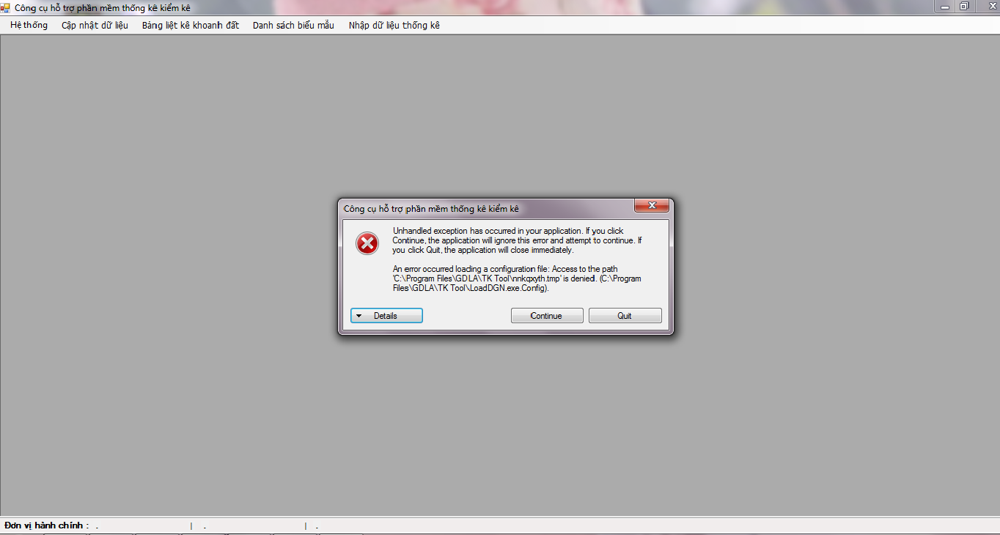 Công cụ hỗ trợ phần mềm thống kê kiểm kê
Hệ thống Cập nhật dữ liệu Bảng liệt kê khoanh đất Danh sách biểu mẫu Nhập dữ liệu thống kê
Công cụ hỗ trợ phần mềm thống kê kiểm kê
Unhandled exception has occurred in your application. If you click
Continue, the application will ignore this error and attempt to continue. If
you click Quit, the application will close immediately.
An error occurred loading a configuration file: Access to the path
'C:\Program Files\GDLA\TK Tool\nnkqxyth.tmp' is denied. (C:\Program
Files\GDLA\TK Tool\LoadDGN.exe.Config).
Details Continue Quit
Đơn vị hành chính : . | . | .